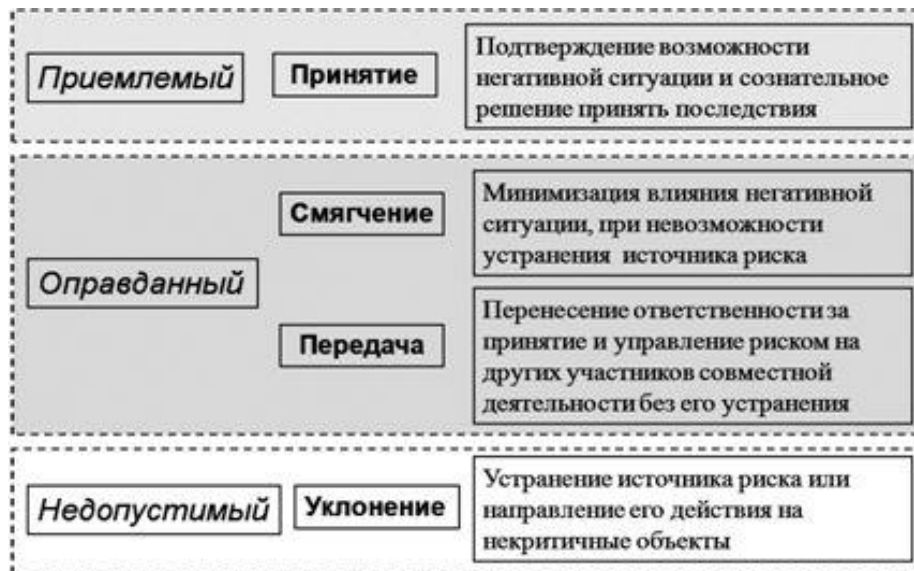 Приемлемый
Принятие
Подтверждение возможности
негативной ситуации и сознательное
решение принять последствия
Оправданный
Смягчение
Минимизация влияния негативной
ситуации, при невозможности
устранения источника риска
Передача
Перенесение ответственности за
принятие и управление риском на
других участников совместной
деятельности без его устранения
Недопустимый
Уклонение
Устранение источника риска или
направление его действия на
некритичные объекты